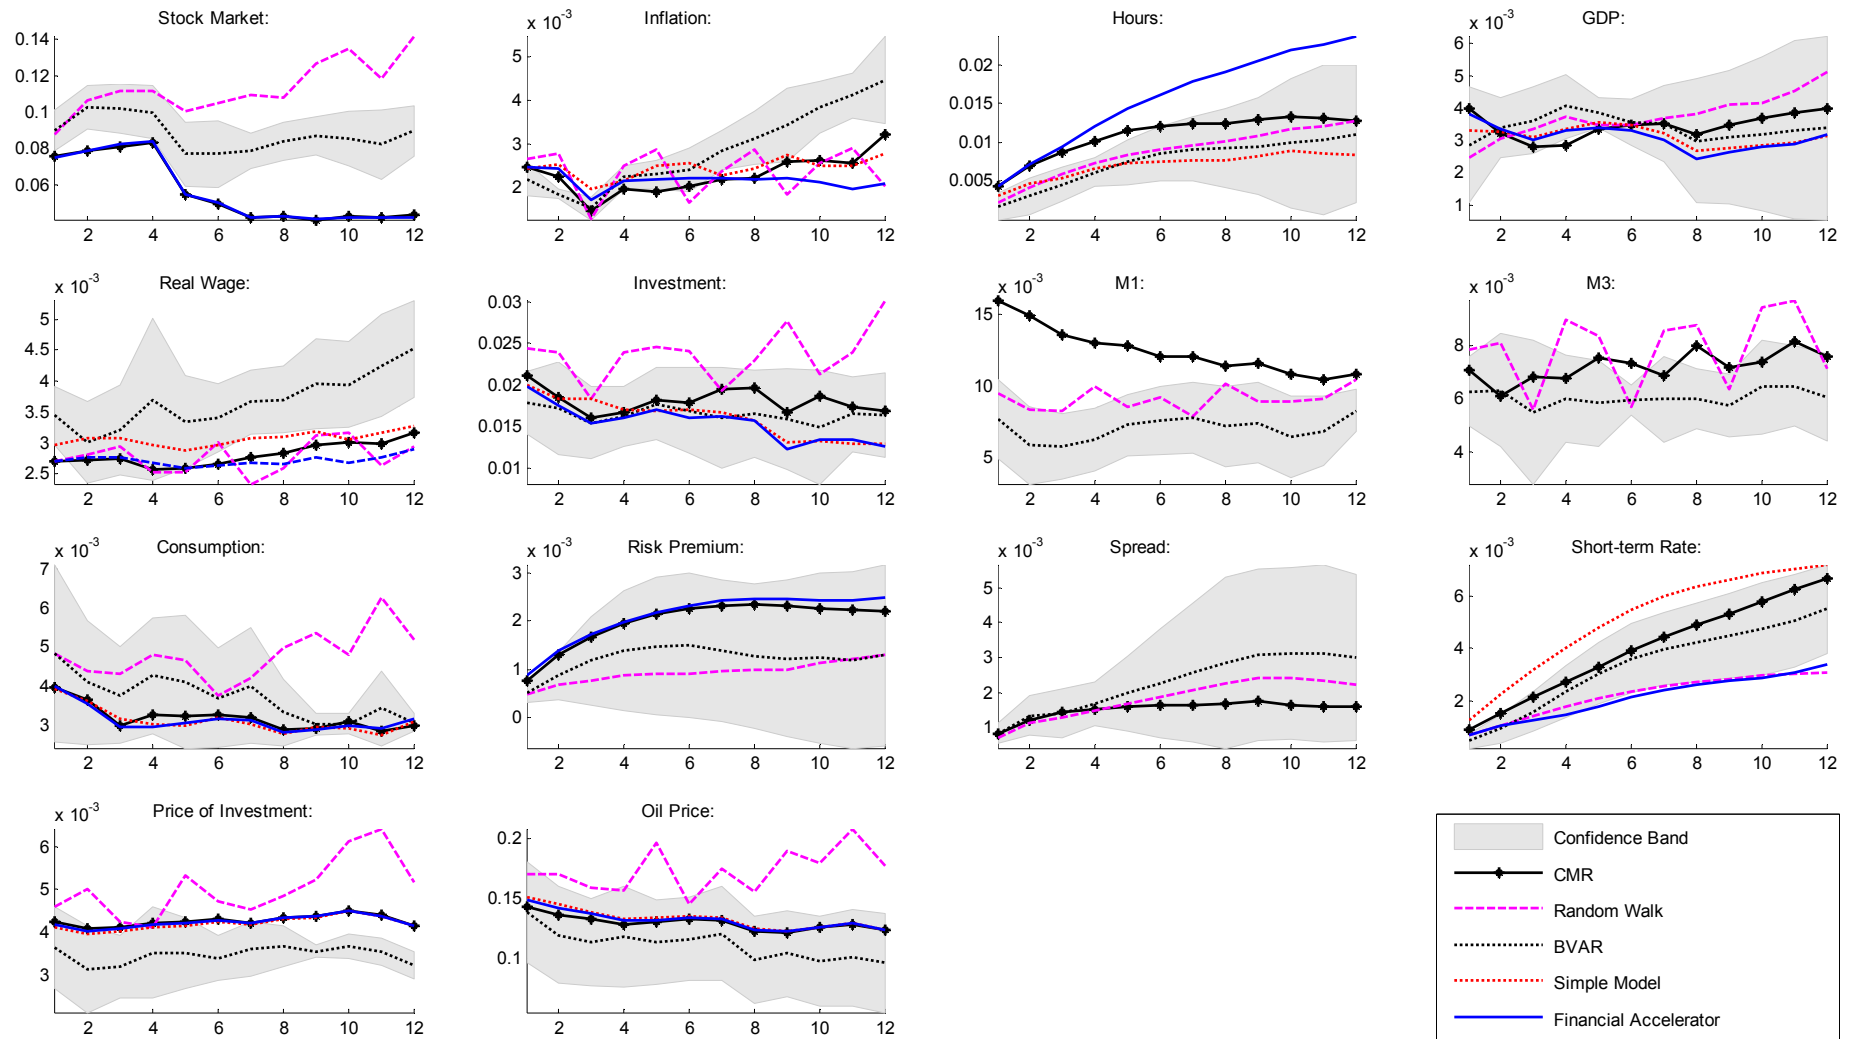 Stock Market:
0.14
0.12
0.1
0.08
0.06
2 4 6 8 10 12
Inflation:
x 10-3
5
4
3
2
2 4 6 8 10 12
Hours:
0.02
0.015
0.01
0.005
2 4 6 8 10 12
GDP:
x 10-3
6
5
4
3
2
1
2 4 6 8 10 12
Real Wage:
x 10-3
5
4.5
4
3.5
3
2.5
2 4 6 8 10 12
Investment:
0.03
0.025
0.02
0.015
0.01
2 4 6 8 10 12
M1:
x 10-3
15
10
5
2 4 6 8 10 12
M3:
x 10-3
8
6
4
2 4 6 8 10 12
Consumption:
x 10-3
7
6
5
4
3
2 4 6 8 10 12
Risk Premium:
x 10-3
3
2
1
0
2 4 6 8 10 12
Spread:
x 10-3
5
4
3
2
1
2 4 6 8 10 12
Short-term Rate:
x 10-3
6
4
2
2 4 6 8 10 12
Price of Investment:
x 10-3
6
5
4
3
2 4 6 8 10 12
Oil Price:
0.2
0.15
0.1
2 4 6 8 10 12
Confidence Band
CMR
Random Walk
BVAR
Simple Model
Financial Accelerator